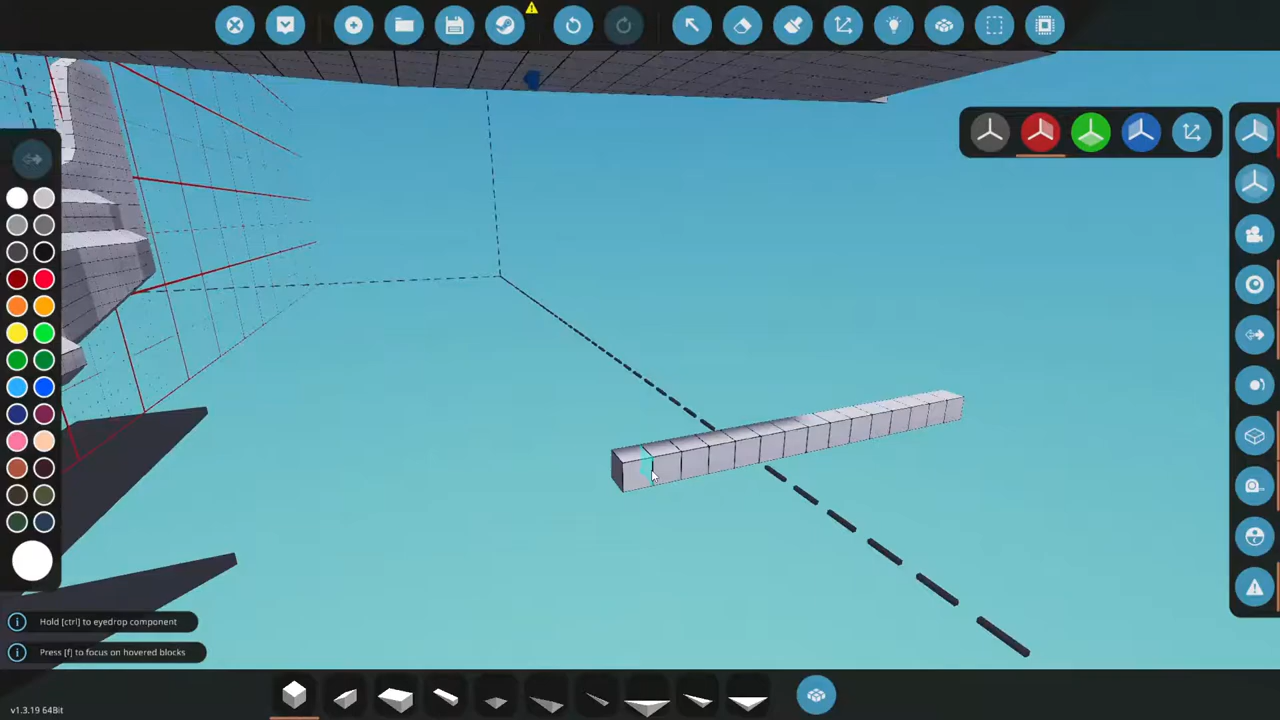 Hold [ctrl] to eyedrop component
Press [f] to focus on hovered blocks
v1.3.19 64Bit